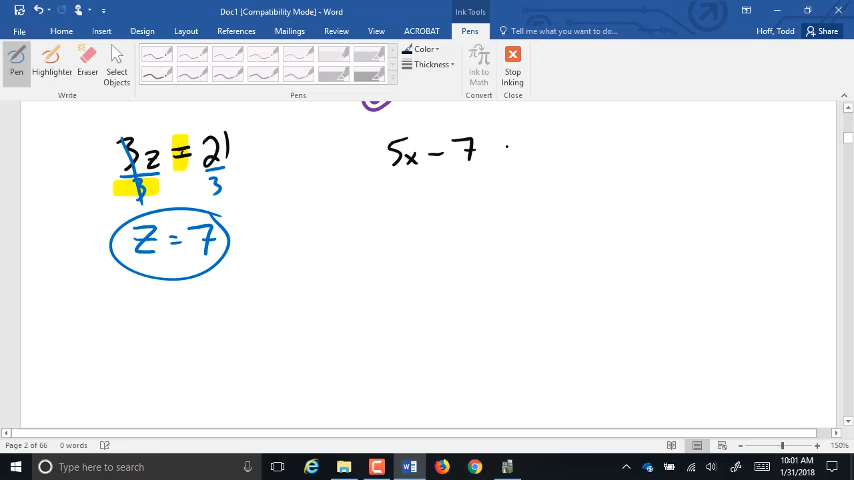 Doc1 [Compatibility Mode] - Word
Ink Tools
Hoff, Todd
Share
File Home Insert Design Layout References Mailings Review View ACROBAT Pens Tell me what you want to do...
Pen Highlighter Eraser Select Objects
Color
Thickness
Ink to Math
Stop Inking
Write Pens Convert Close
3z = 21
3 3
z = 7
5x - 7
Page 2 of 66 0 words
150%
Type here to search
10:01 AM
1/31/2018